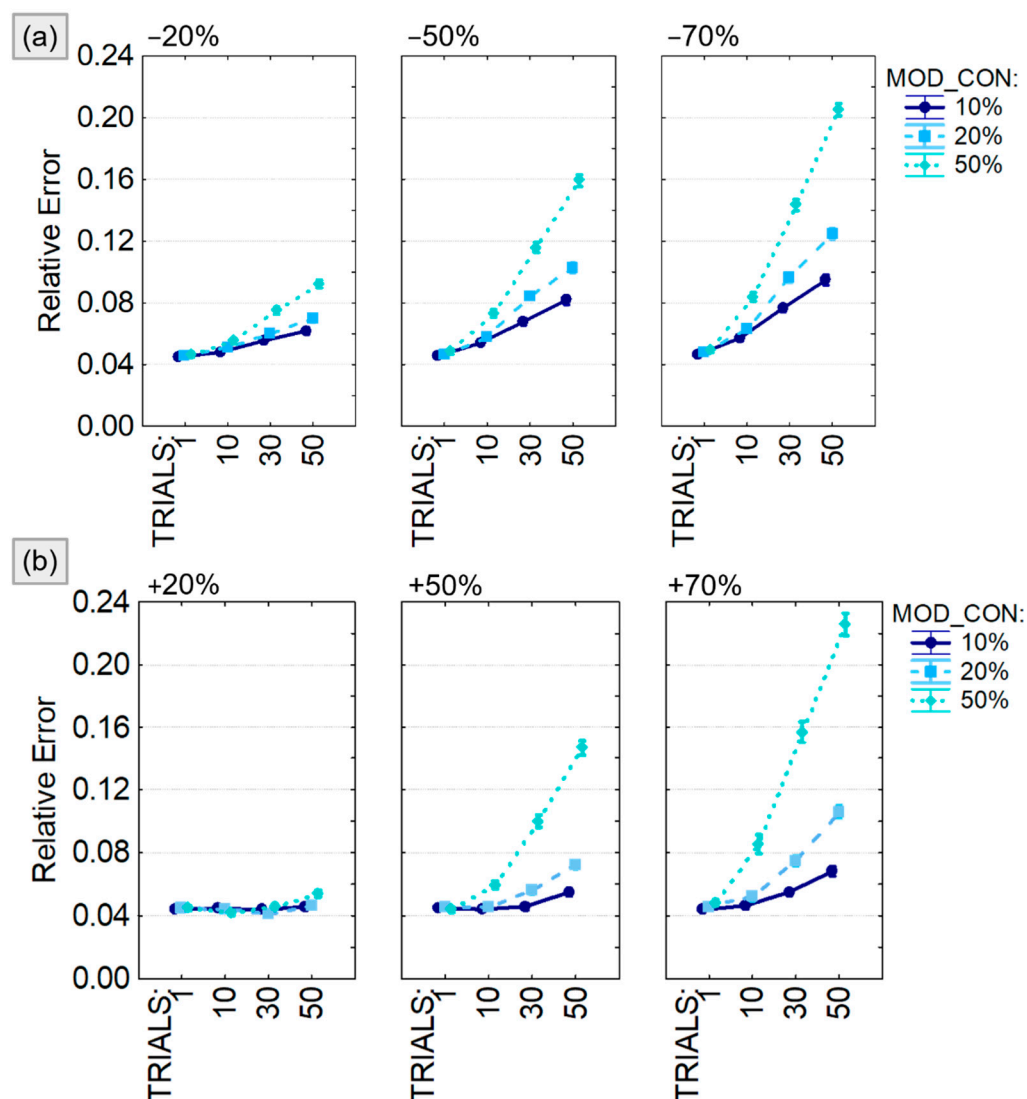 (a)
−20% −50% −70%
0.24
0.20
0.16
0.12
0.08
0.04
0.00
Relative Error
MOD_CON:
10%
20%
50%
TRIALS: 1 10 30 50
TRIALS: 1 10 30 50
TRIALS: 1 10 30 50
(b)
+20% +50% +70%
0.24
0.20
0.16
0.12
0.08
0.04
0.00
Relative Error
MOD_CON:
10%
20%
50%
TRIALS: 1 10 30 50
TRIALS: 1 10 30 50
TRIALS: 1 10 30 50